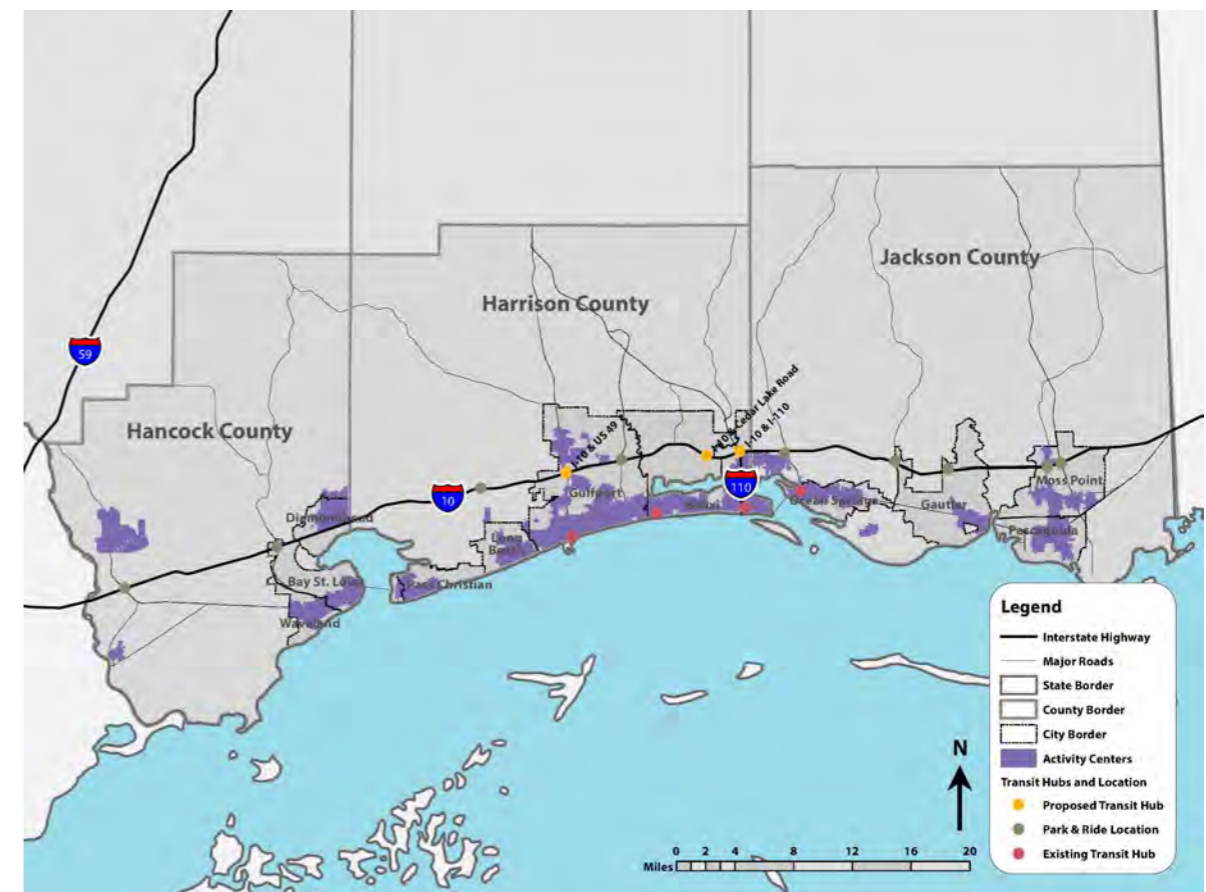 Jackson County
Harrison County
59
I-10 & Cedar Lake Road
I-10 & I-110
I-10 & US 49
Hancock County
Moss Point
110
10
Gulfport
Biloxi
Ocean Springs
Gautier
Diamondhead
Pascagoula
Long
Beach
Bay St. Louis
Pass Christian
Waveland
Legend
Interstate Highway
Major Roads
State Border
County Border
City Border
Activity Centers
Transit Hubs and Location
Proposed Transit Hub
Park & Ride Location
Existing Transit Hub
N
0 2 4 8 12 16 20
Miles